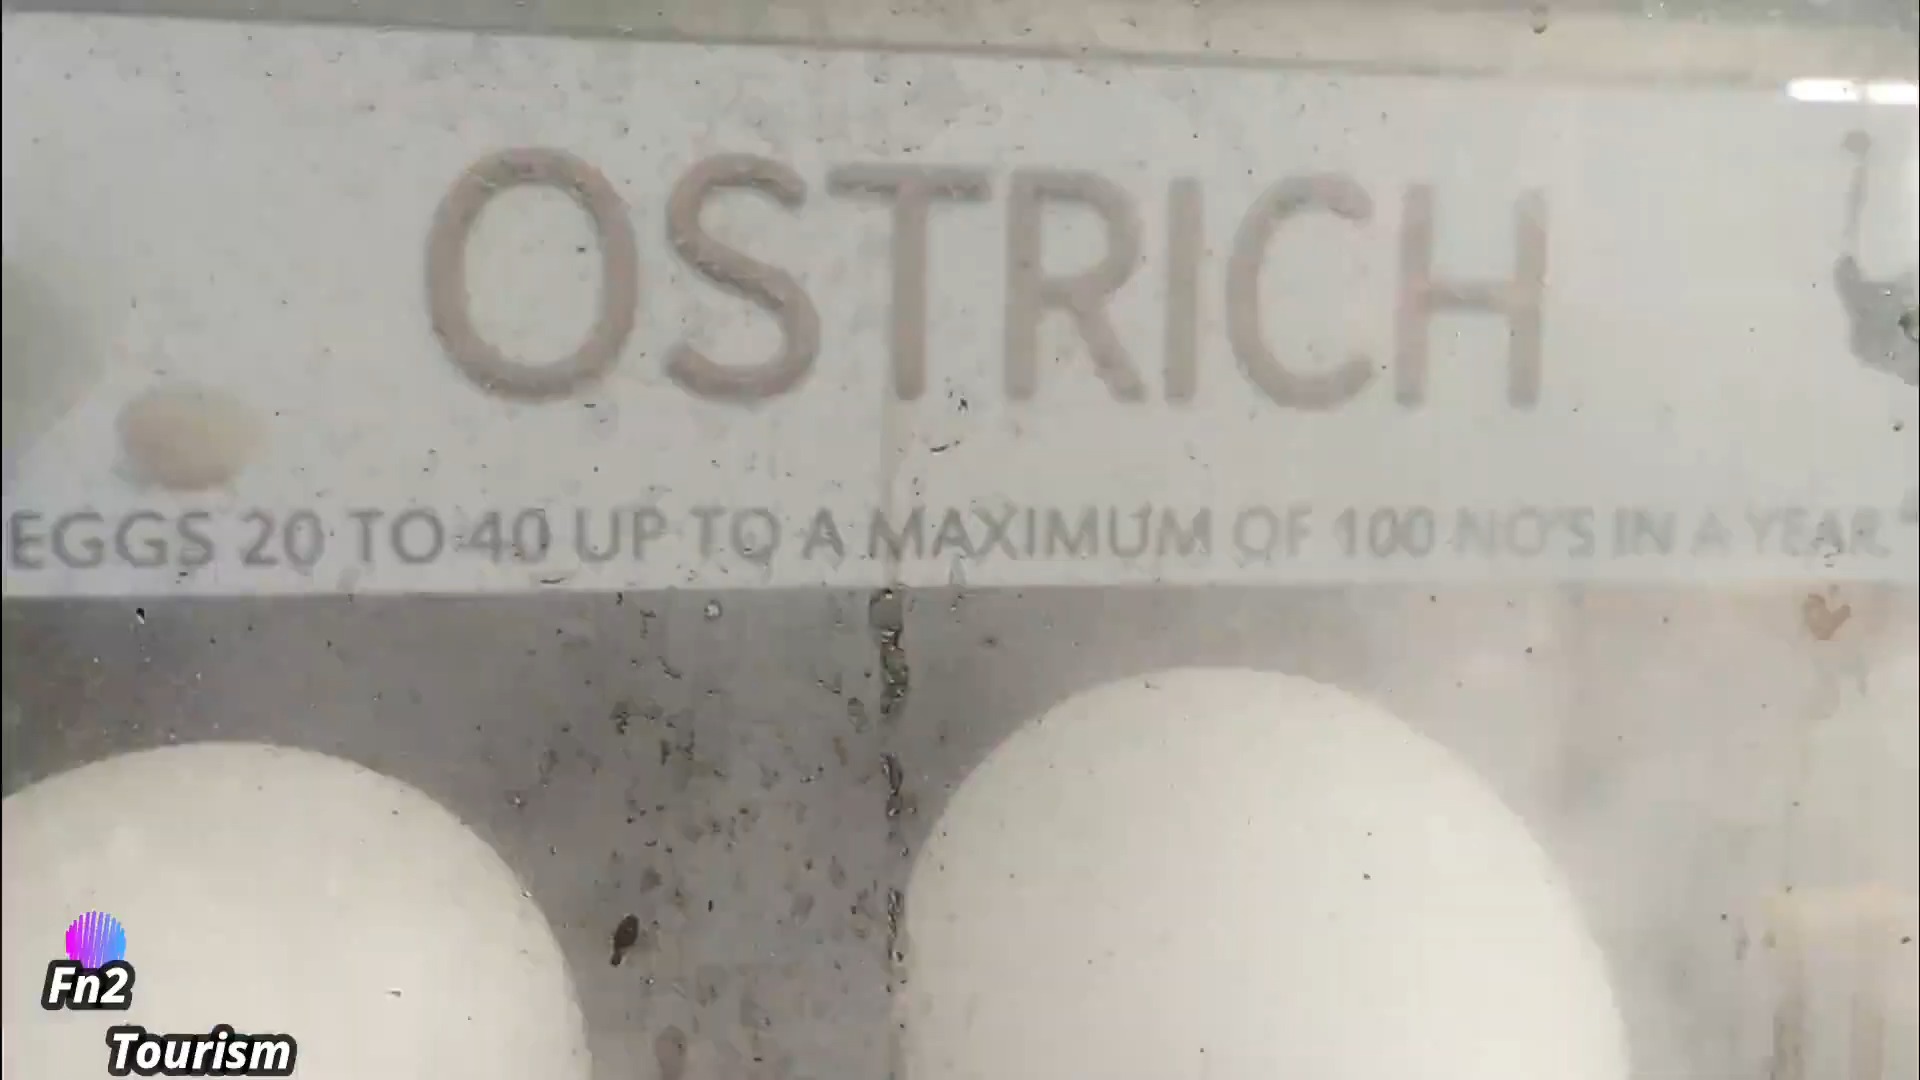 OSTRICH
EGGS 20 TO 40 UP TO A MAXIMUM OF 100 NO'S IN A YEAR
Fn2
Tourism